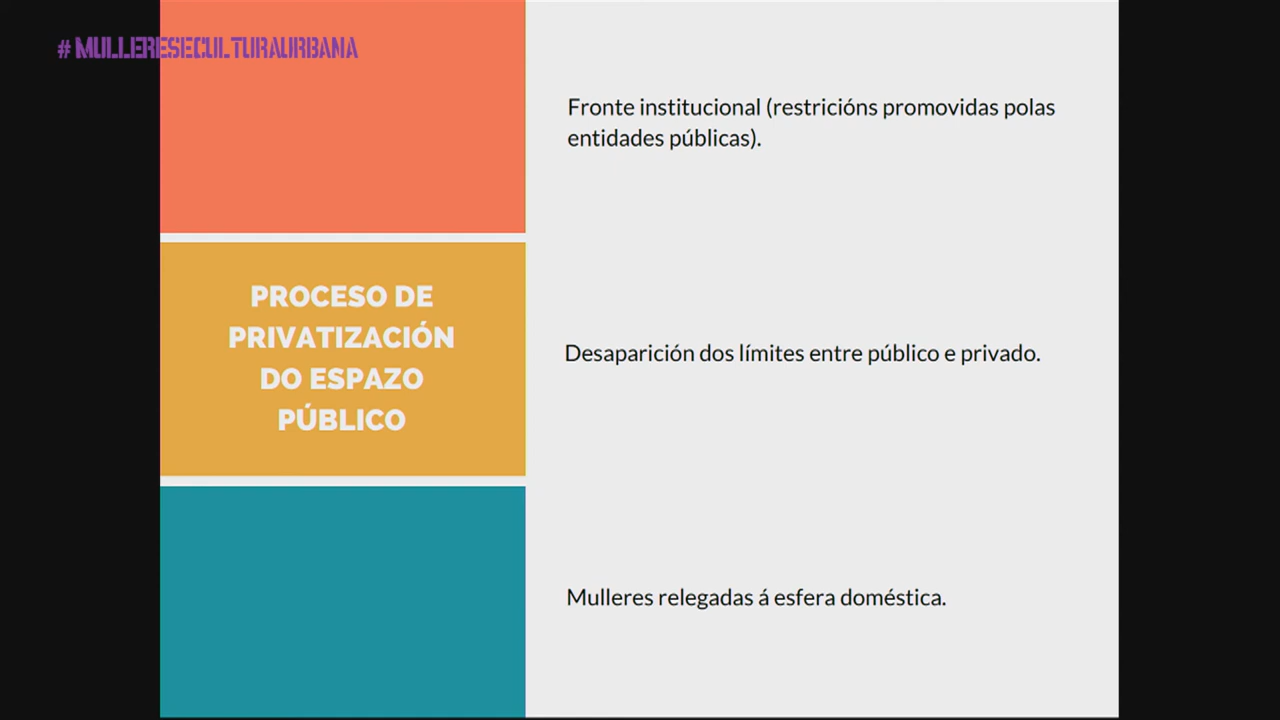 #MULLERESECULTURAURBANA
Fronte institucional (restricións promovidas polas
entidades públicas).
PROCESO DE
PRIVATIZACIÓN
DO ESPAZO
PÚBLICO
Desaparición dos límites entre público e privado.
Mulleres relegadas á esfera doméstica.